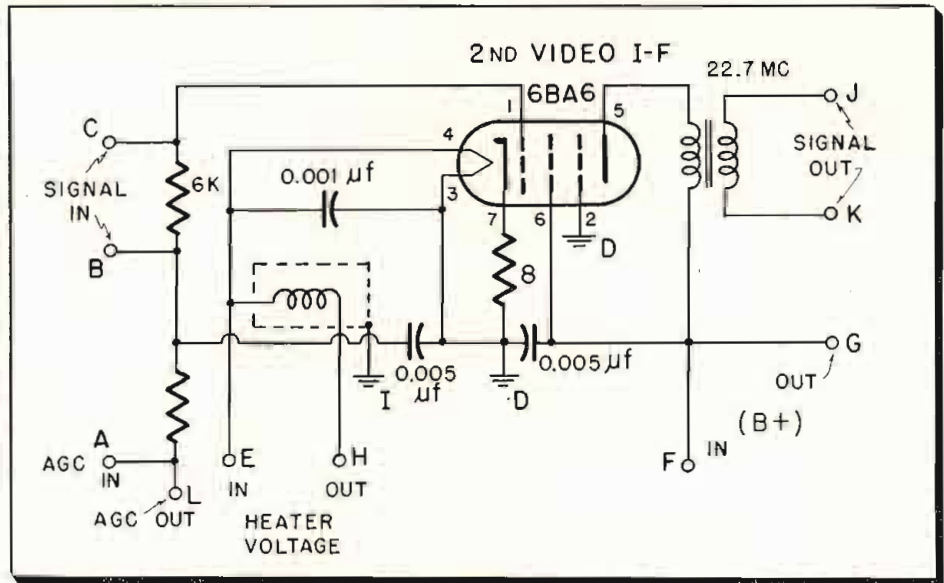 2ND VIDEO I-F
6BA6
22.7 MC
1
5
4
3
7
6
2
C
SIGNAL
IN
B
6K
0.001 µf
8
D
J
SIGNAL
OUT
K
0.005
µf
I
D
0.005 µf
G
OUT
(B+)
F
IN
A
AGC
IN
L
AGC OUT
E
IN
H
OUT
HEATER
VOLTAGE